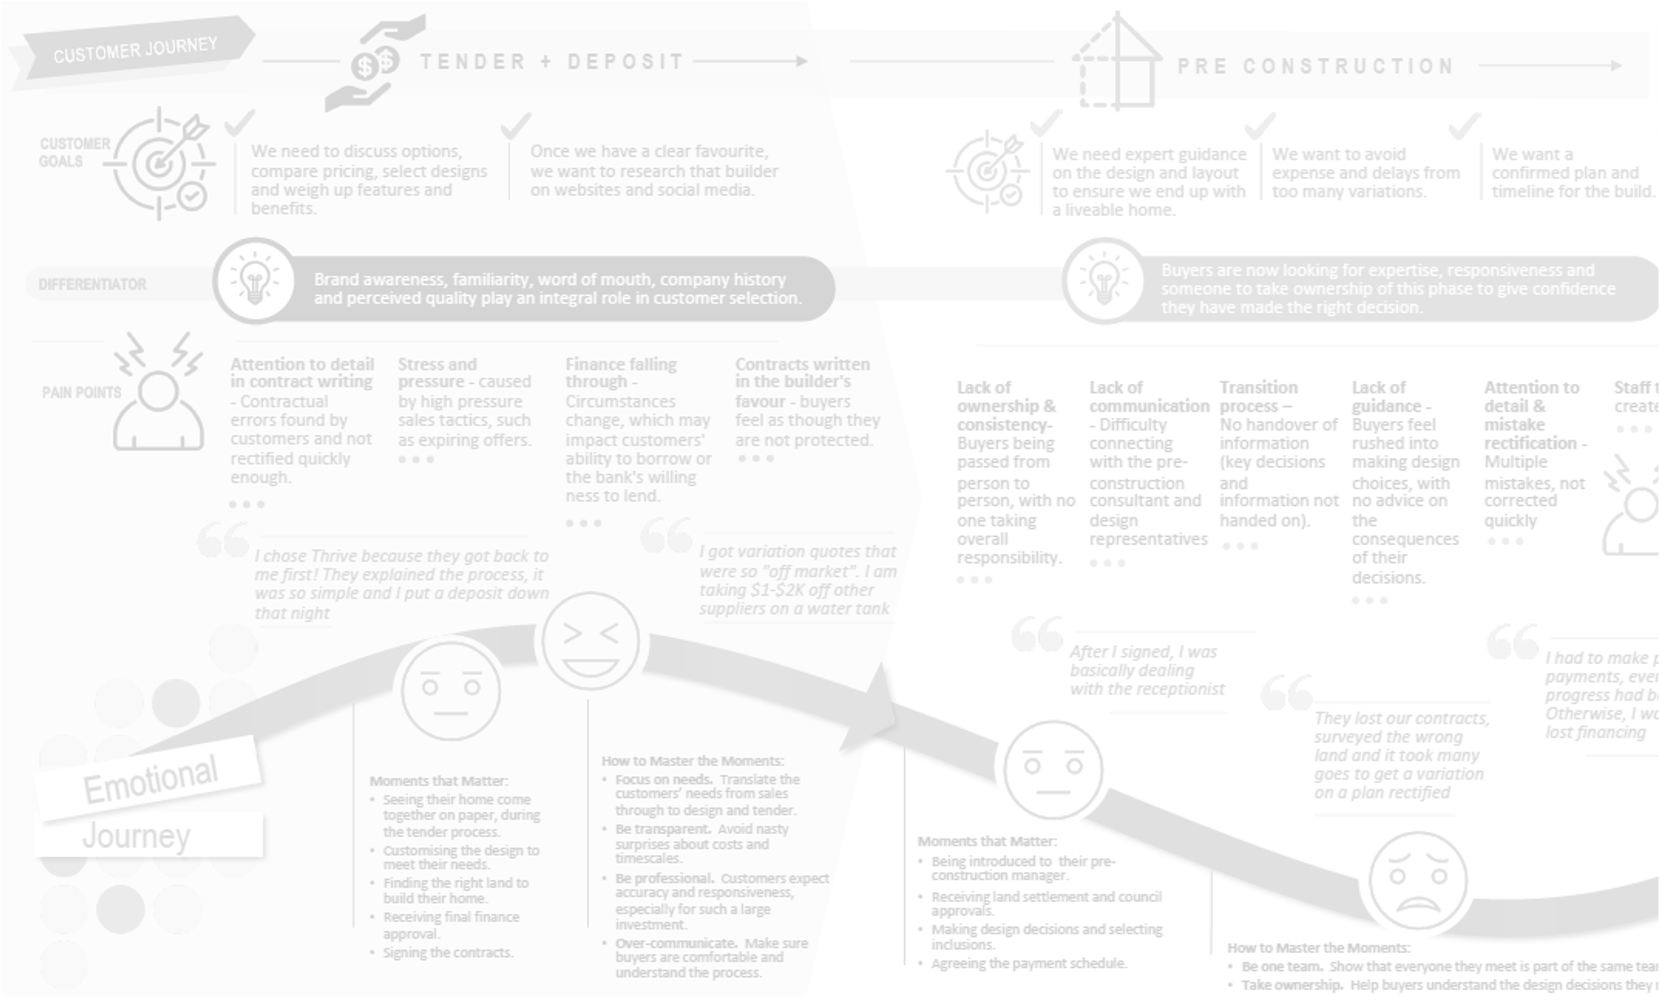 CUSTOMER JOURNEY
TENDER + DEPOSIT
PRE CONSTRUCTION
CUSTOMER
GOALS
We need to discuss options,
compare pricing, select designs
and weigh up features and
benefits.
Once we have a clear favourite,
we want to research that builder
on websites and social media.
We need expert guidance
on the design and layout
to ensure we end up with
a liveable home.
We want to avoid
expense and delays from
too many variations.
We want a
confirmed plan and
timeline for the build.
DIFFERENTIATOR
Brand awareness, familiarity, word of mouth, company history
and perceived quality play an integral role in customer selection.
Buyers are now looking for expertise, responsiveness and
someone to take ownership of this phase to give confidence
they have made the right decision.
PAIN POINTS
Attention to detail
in contract writing
- Contractual
errors found by
customers and not
rectified quickly
enough.
Stress and
pressure - caused
by high pressure
sales tactics, such
as expiring offers.
Finance falling
through -
Circumstances
change, which may
impact customers'
ability to borrow or
the bank's willing
ness to lend.
Contracts written
in the builder's
favour - buyers
feel as though they
are not protected.
Lack of
ownership &
consistency-
Buyers being
passed from
person to
person, with no
one taking
overall
responsibility.
Lack of
communication
- Difficulty
connecting
with the pre-
construction
consultant and
design
representatives
Transition
process –
No handover of
information
(key decisions
and
information not
handed on).
Lack of
guidance -
Buyers feel
rushed into
making design
choices, with
no advice on
the
consequences
of their
decisions.
Attention to
detail &
mistake
rectification -
Multiple
mistakes, not
corrected
quickly
Staff
create
I chose Thrive because they got back to
me first! They explained the process, it
was so simple and I put a deposit down
that night
I got variation quotes that
were so "off market". I am
taking $1-$2K off other
suppliers on a water tank
After I signed, I was
basically dealing
with the receptionist
They lost our contracts,
surveyed the wrong
land and it took many
goes to get a variation
on a plan rectified
I had to make
payments, even
progress had
Otherwise, I
lost financing
Emotional
Journey
Moments that Matter:
• Seeing their home come
together on paper, during
the tender process.
• Customising the design to
meet their needs.
• Finding the right land to
build their home.
• Receiving final finance
approval.
• Signing the contracts.
How to Master the Moments:
• Focus on needs. Translate the
customers' needs from sales
through to design and tender.
• Be transparent. Avoid nasty
surprises about costs and
timescales.
• Be professional. Customers expect
accuracy and responsiveness,
especially for such a large
investment.
• Over-communicate. Make sure
buyers are comfortable and
understand the process.
Moments that Matter:
• Being introduced to their pre-
construction manager.
• Receiving land settlement and council
approvals.
• Making design decisions and selecting
inclusions.
• Agreeing the payment schedule.
How to Master the Moments:
• Be one team. Show that everyone they meet is part of the same
• Take ownership. Help buyers understand the design decisions they